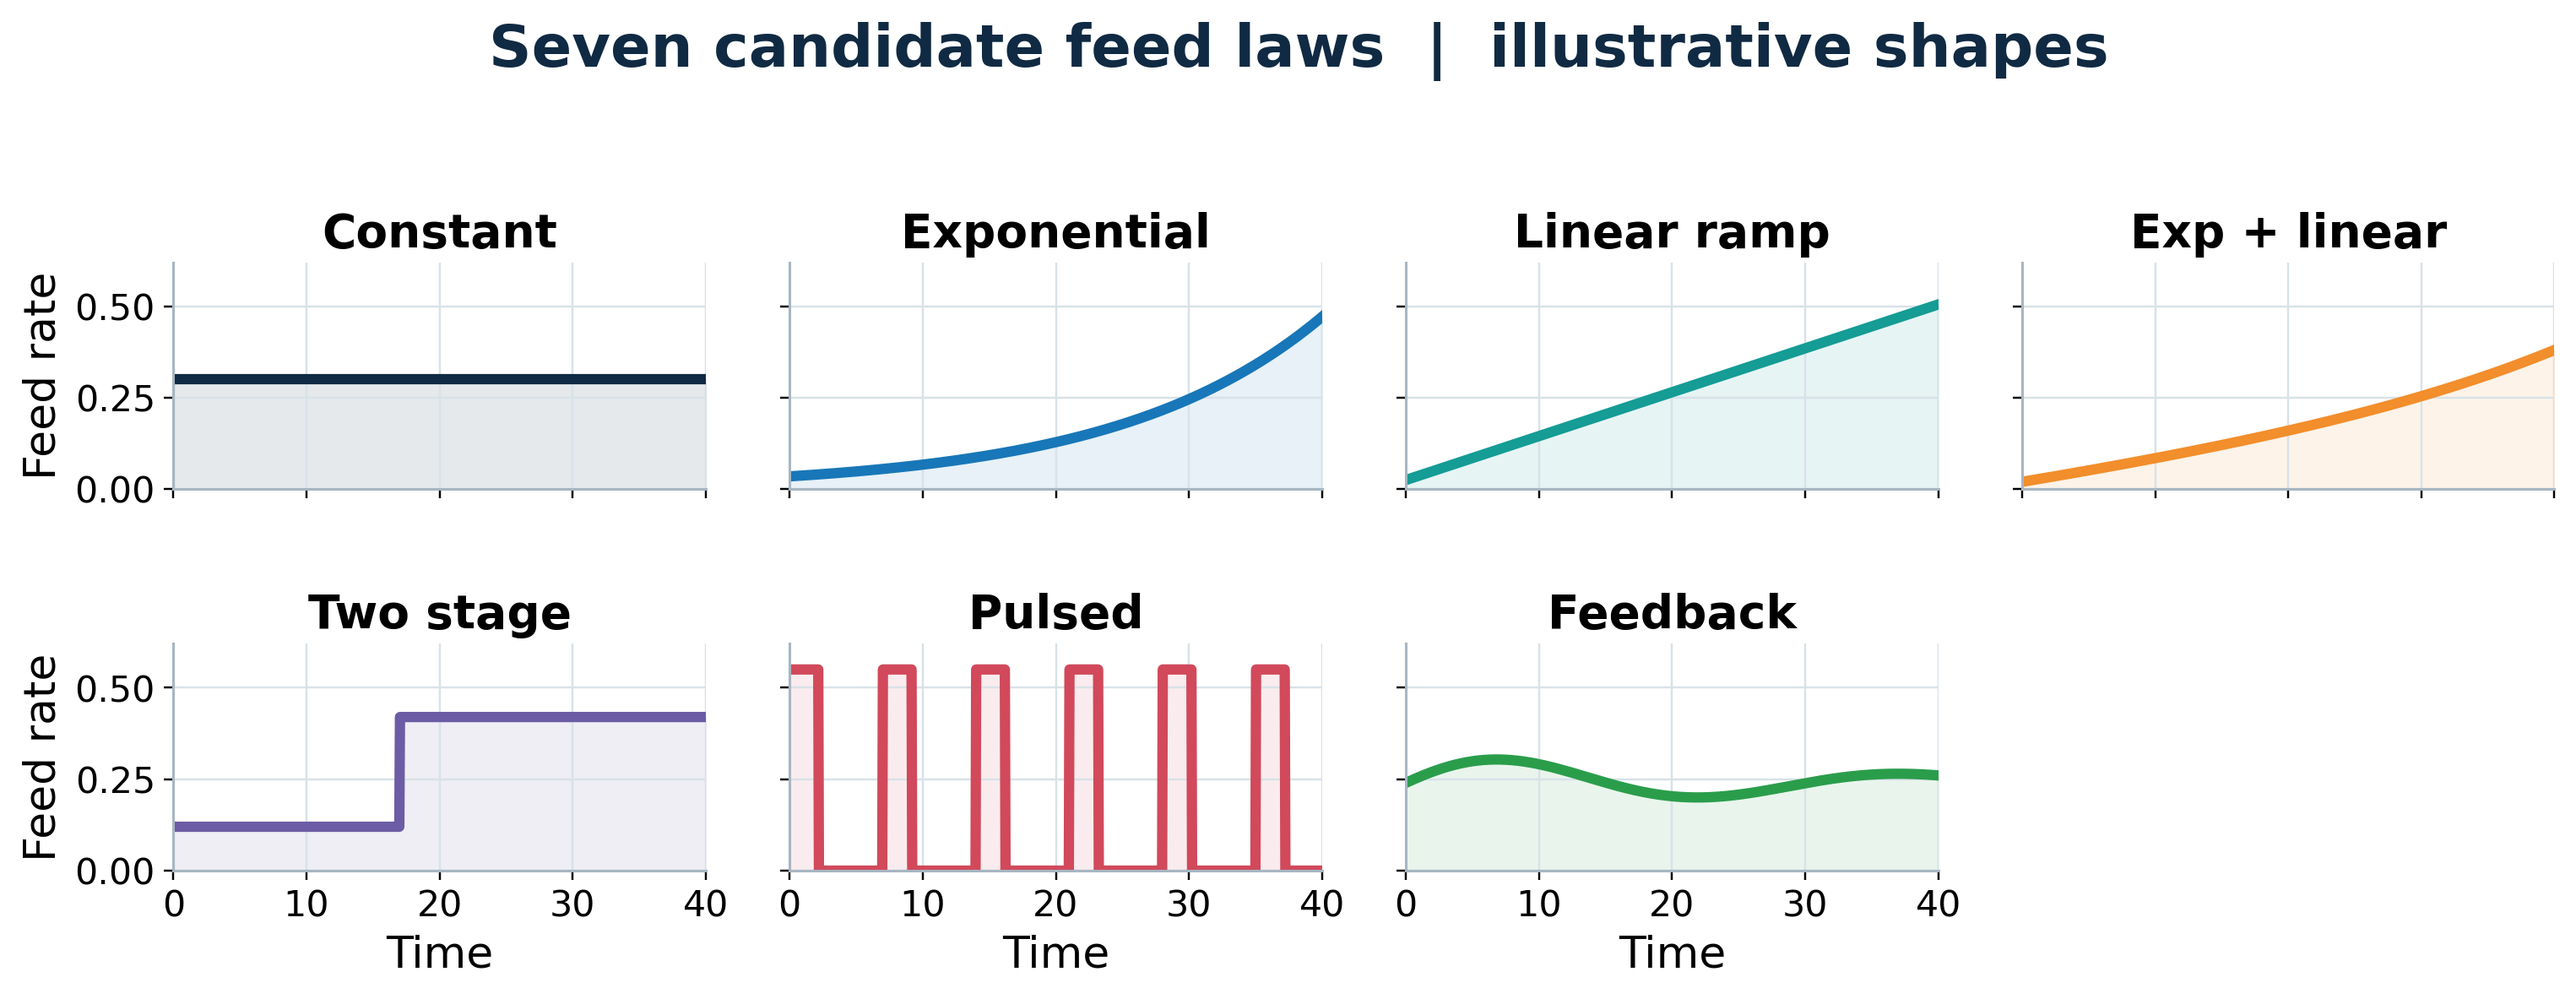 Seven candidate feed laws | illustrative shapes
Constant
Exponential
Linear ramp
Exp + linear
Feed rate
0.50
0.25
0.00
Two stage
Pulsed
Feedback
Feed rate
0.50
0.25
0.00
0 10 20 30 40
0 10 20 30 40
0 10 20 30 40
Time
Time
Time